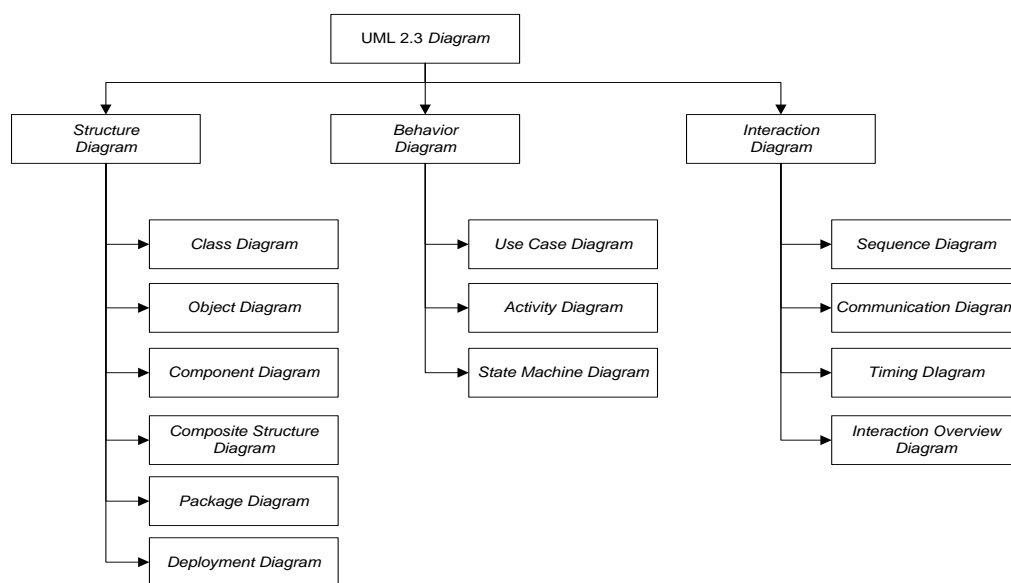 UML 2.3 Diagram
Structure
Diagram
Behavior
Diagram
Interaction
Diagram
Class Diagram
Object Diagram
Component Diagram
Composite Structure
Diagram
Package Diagram
Deployment Diagram
Use Case Diagram
Activity Diagram
State Machine Diagram
Sequence Diagram
Communication Diagram
Timing DIagram
Interaction Overview
Diagram